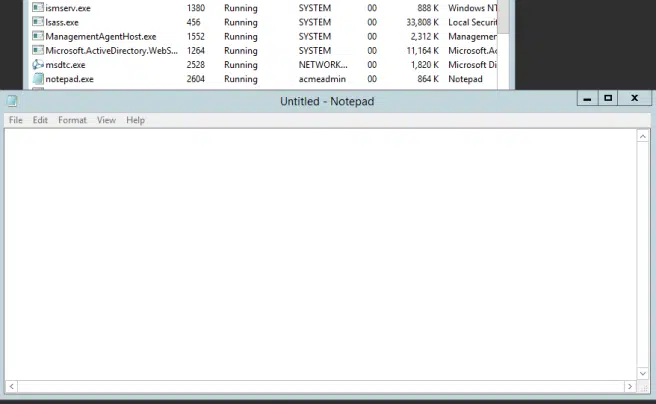 ismserv.exe 1380 Running SYSTEM 00 888 K Windows NT
lsass.exe 456 Running SYSTEM 00 33,808 K Local Securit
ManagementAgentHost.exe 1552 Running SYSTEM 00 2,312 K Managemer
Microsoft.ActiveDirectory.WebS... 1264 Running SYSTEM 00 11,164 K Microsoft.Ac
msdtc.exe 2528 Running NETWORK... 00 1,820 K Microsoft Di
notepad.exe 2604 Running acmeadmin 00 864 K Notepad
Untitled - Notepad
File Edit Format View Help